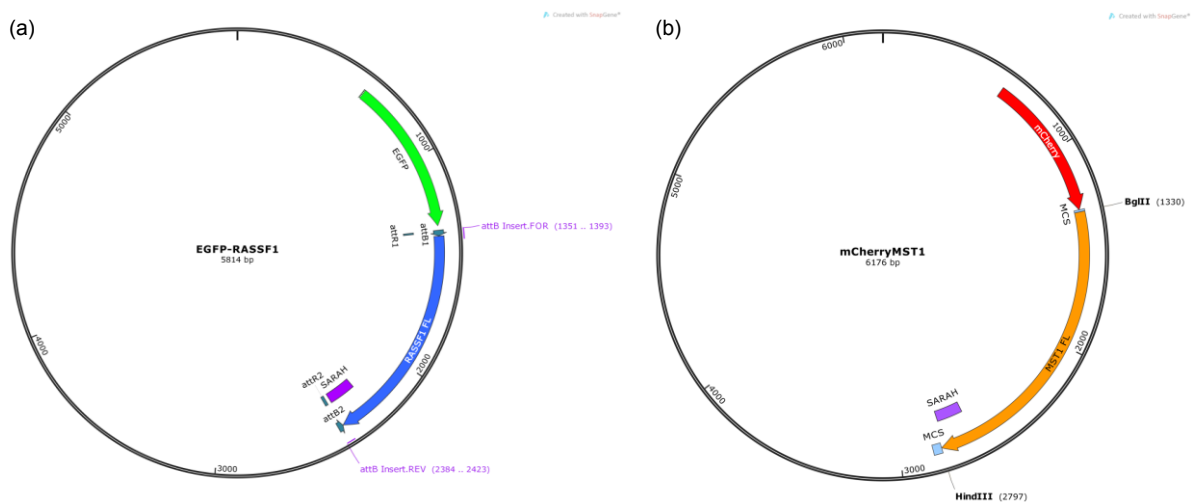 (a)
Created with SnapGene®
5000
1000
EGFP
attR1
attB1
attB Insert.FOR (1351 .. 1393)
EGFP-RASSF1
5814 bp
4000
RASSF1 FL
2000
attR2
SARAH
attB2
3000
attB Insert.REV (2384 .. 2423)
(b)
Created with SnapGene®
6000
mCherry
1000
5000
MCS
BglII (1330)
mCherryMST1
6176 bp
MST1 FL
2000
4000
SARAH
MCS
3000
HindIII (2797)